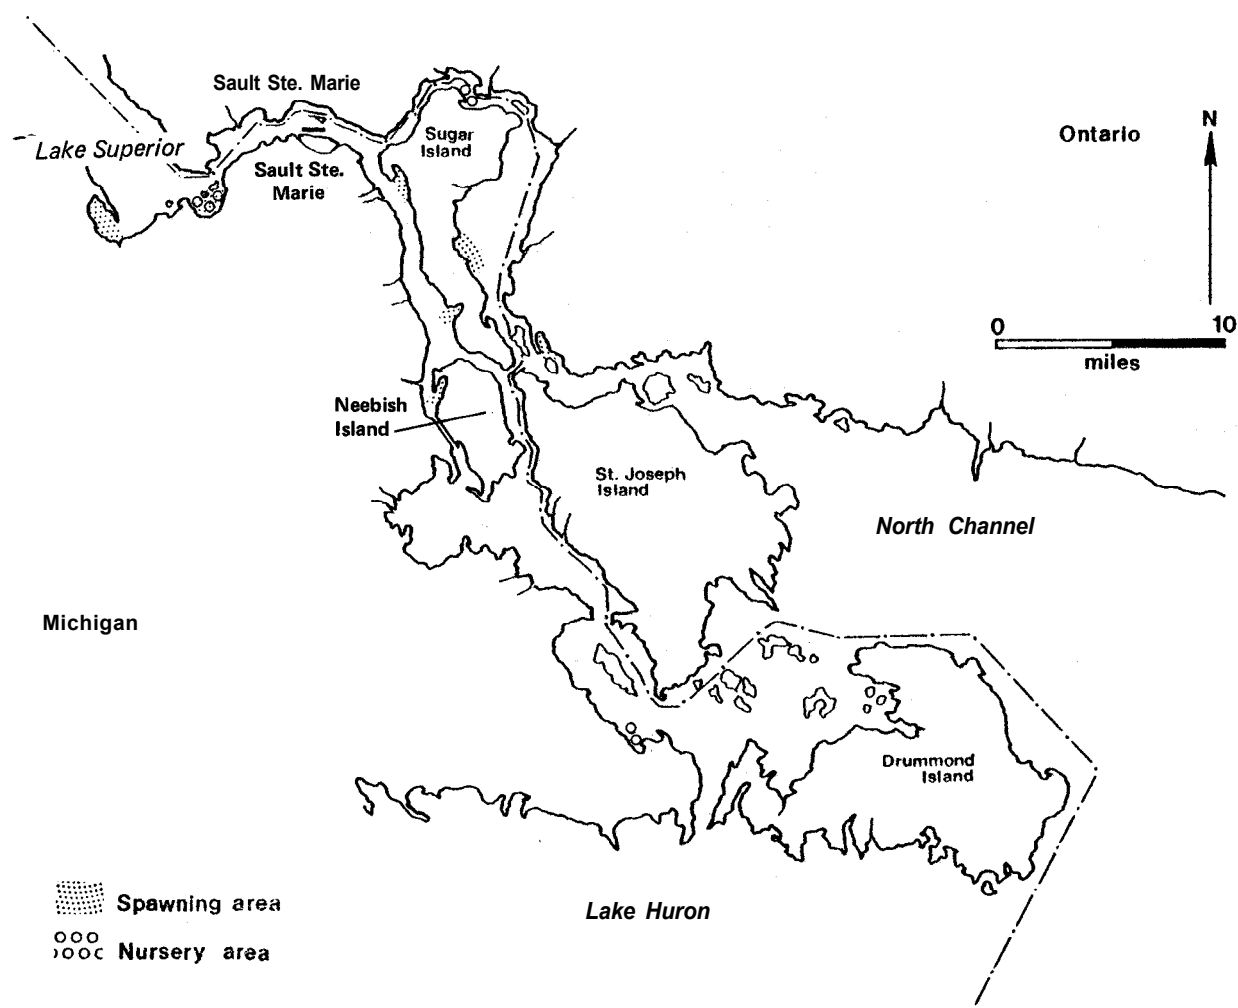 Sault Ste. Marie
Sugar
Island
Ontario
N
Lake Superior
Sault Ste.
Marie
0 10
miles
Neebish
Island
St. Joseph
Island
North Channel
Michigan
Drummond
Island
Spawning area
Lake Huron
Nursery area